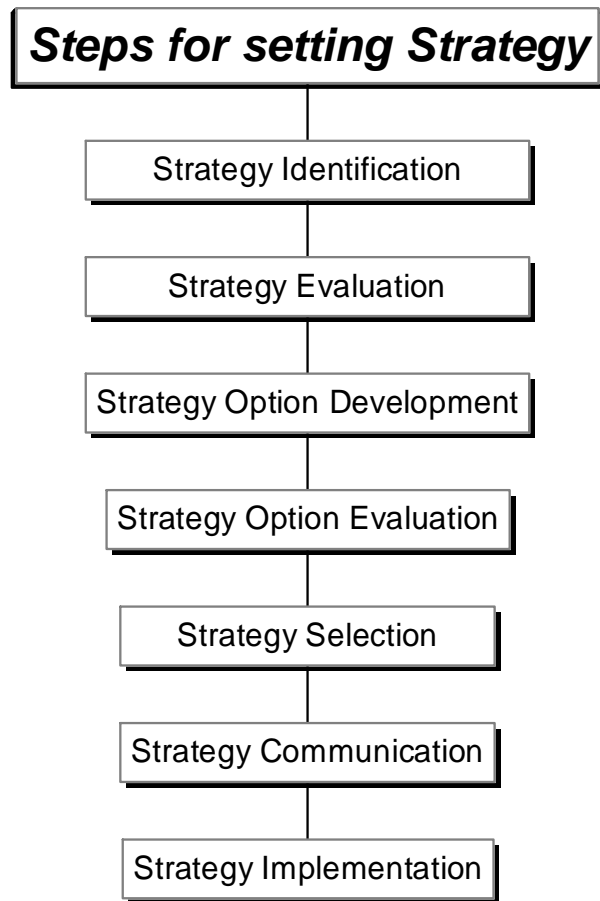 Steps for setting Strategy
Strategy Identification
Strategy Evaluation
Strategy Option Development
Strategy Option Evaluation
Strategy Selection
Strategy Communication
Strategy Implementation